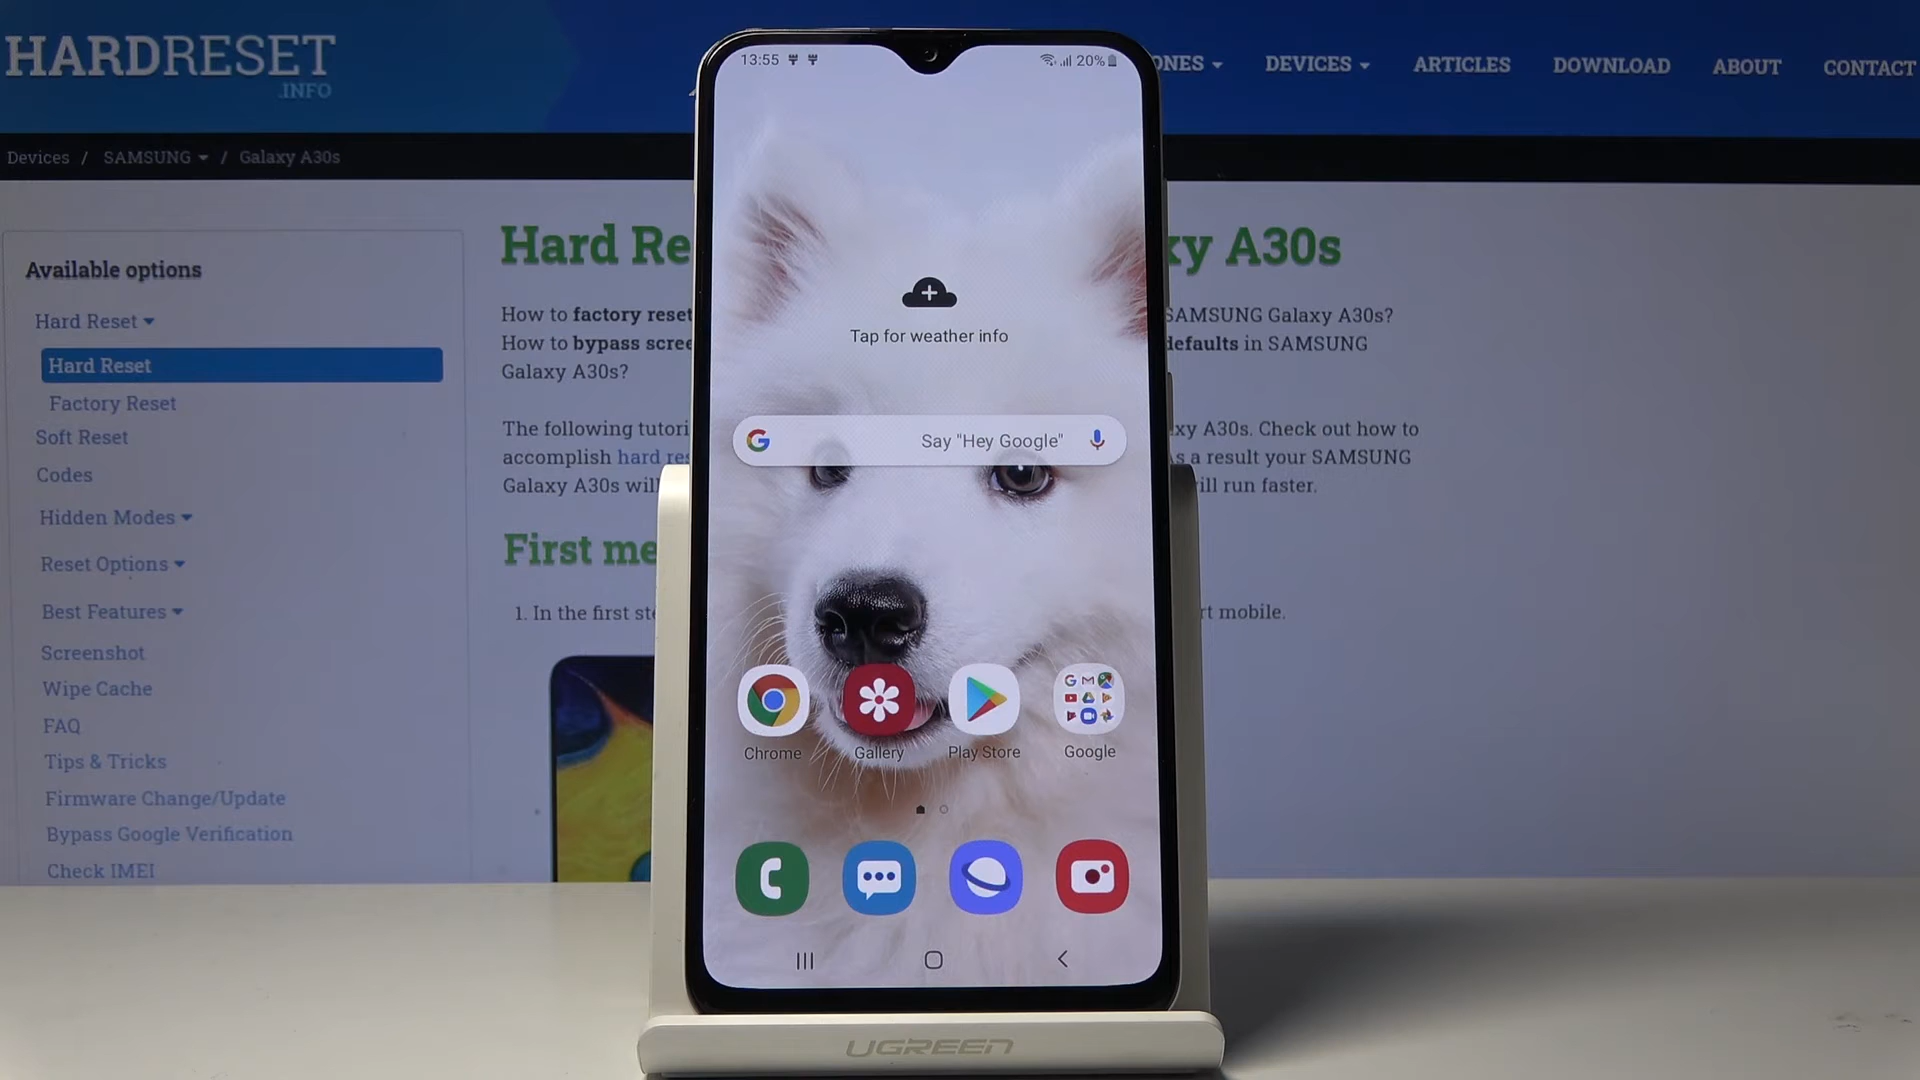 HARDRESET
.INFO
ONES
DEVICES
ARTICLES
DOWNLOAD
ABOUT
CONTACT
Devices / SAMSUNG / Galaxy A30s
Available options
Hard Reset
Hard Reset
Factory Reset
Soft Reset
Codes
Hidden Modes
Reset Options
Best Features
Screenshot
Wipe Cache
FAQ
Tips & Tricks
Firmware Change/Update
Bypass Google Verification
Check IMEI
Hard Re
xy A30s
How to factory reset
SAMSUNG Galaxy A30s?
How to bypass scre
defaults in SAMSUNG
Galaxy A30s?
The following tutori
xy A30s. Check out how to
accomplish hard res
s a result your SAMSUNG
Galaxy A30s will
ill run faster.
First me
1. In the first ste
rt mobile.
13:55
20%
Tap for weather info
Say "Hey Google"
Chrome
Gallery
Play Store
Google
UGREEN